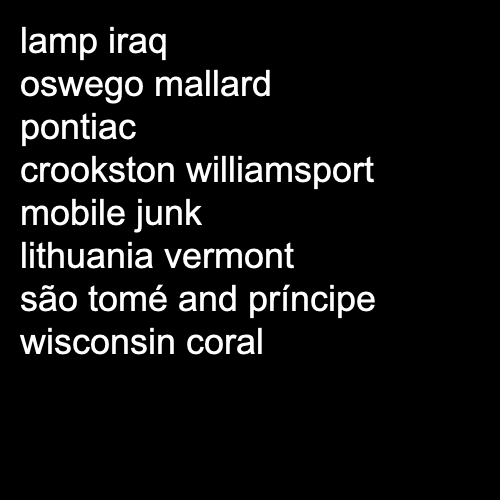 lamp iraq
oswego mallard
pontiac
crookston williamsport
mobile junk
lithuania vermont
são tomé and príncipe
wisconsin coral